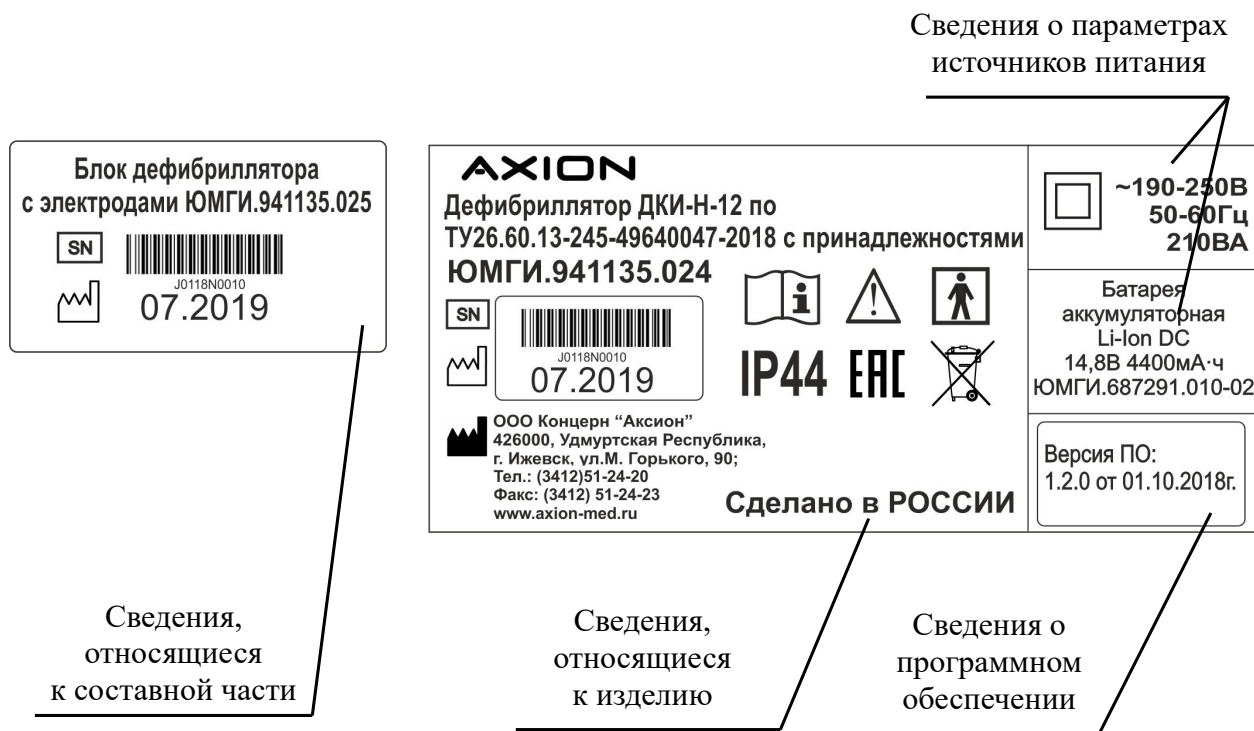 Сведения о параметрах
источников питания
Блок дефибриллятора
с электродами ЮМГИ.941135.025
SN
J0118N0010
07.2019
AXION
Дефибриллятор ДКИ-Н-12 по
ТУ26.60.13-245-49640047-2018 с принадлежностями
ЮМГИ.941135.024
SN
J0118N0010
07.2019
IP44 EAC
ООО Концерн “Аксион”
426000, Удмуртская Республика,
г. Ижевск, ул.М. Горького, 90;
Тел.: (3412)51-24-20
Факс: (3412) 51-24-23
www.axion-med.ru
Сделано в РОССИИ
~190-250В
50-60Гц
210ВА
Батарея
аккумуляторная
Li-Ion DC
14,8В 4400мА·ч
ЮМГИ.687291.010-02
Версия ПО:
1.2.0 от 01.10.2018г.
Сведения,
относящиеся
к составной части
Сведения,
относящиеся
к изделию
Сведения о
программном
обеспечении